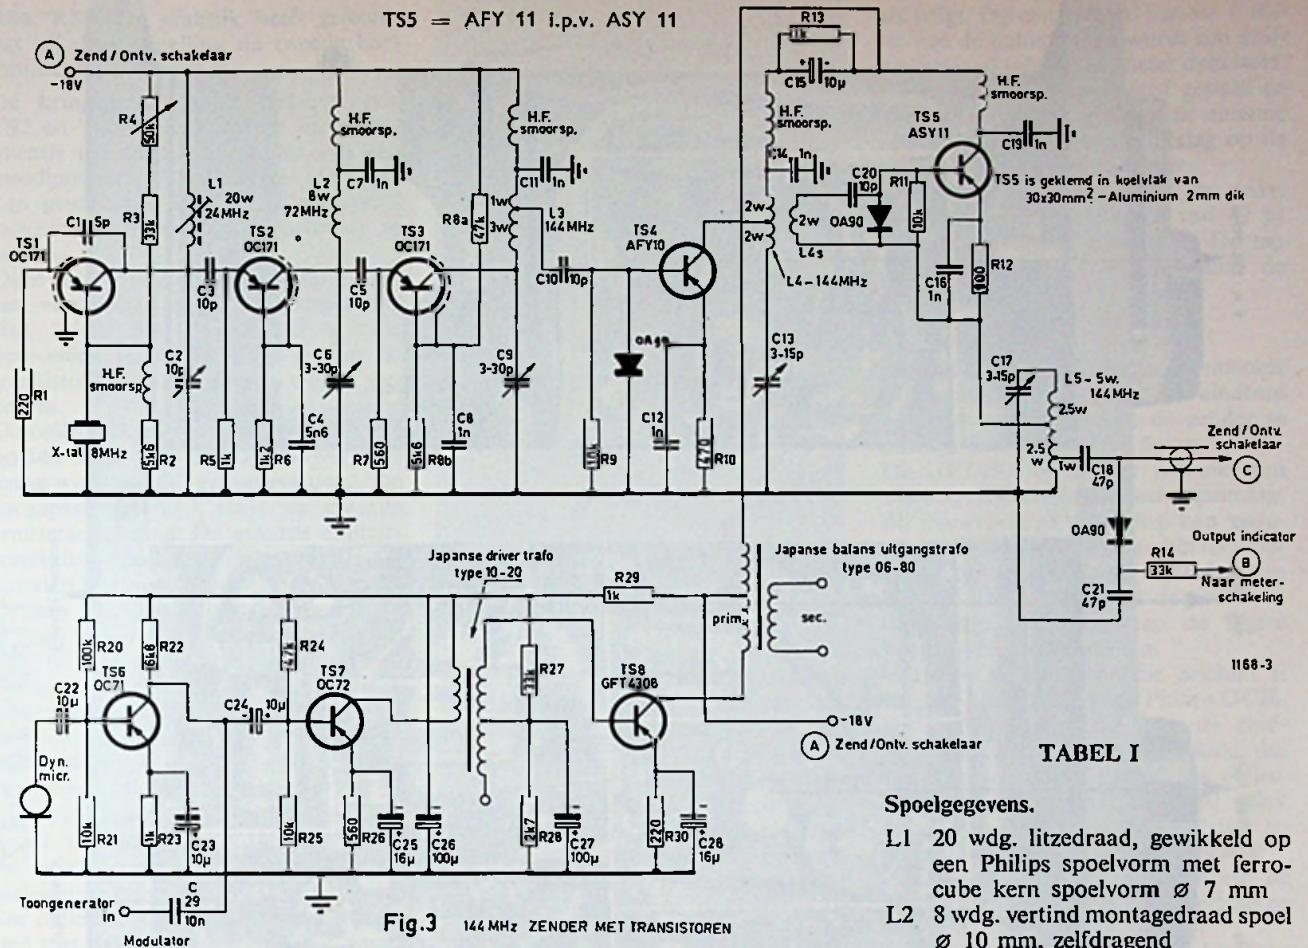 TS5 = AFY 11 i.p.v. ASY 11
A Zend/Ontv. schakelaar
-18V
R4
50k
R3
33k
C1 5p
TS1
OC171
L1 20w
24MHz
C3
10p
TS2
OC171
H.F.
smoorsp.
C7
1n
L2
8w
72MHz
C5
10p
TS3
OC171
R8a
47k
H.F.
smoorsp.
C11
1n
1w
3w
L3
144MHz
C10 10p
TS4
AFY10
R13
1k
C15
10µ
H.F.
smoorsp.
C14 1n
2w
2w
2w
L4s
L4-144MHz
C20
10p
OA90
R11
10k
TS5
ASY11
H.F.
smoorsp.
C19
1n
TS5 is geklemd in koelvlak van
30x30mm² - Aluminium 2mm dik
C16
1n
R12
100
R1
220
H.F.
smoorsp.
X-tal 8MHz
R2
5k6
C2
10p
R5
1k
R6
1k2
C4
5n6
C6
3-30p
R7
560
5k6
R8b
C8
1n
C9
3-30p
R9
10k
C12
1n
R10
470
C13
3-15p
C17
3-15p
L5-5w.
144MHz
2.5w
2.5
w
1w
C18
47p
Zend/Ontv.
schakelaar
C
OA90
Output indicator
B
R14
33k
Naar meter-
schakeling
C21
47p
1168-3
Japanse driver trafo
type 10-20
R29
1k
Japanse balans uitgangstrafo
type 06-80
prim.
sec.
R20
100k
R22
6k8
R24
47k
R27
33k
TS6
OC71
TS7
OC72
TS8
GFT4308
C22
10µ
C24 10µ
Dyn.
micr.
R21
10k
R23
1k
C23
10µ
R25
10k
R26
560
C25
16µ
C26
100µ
R28
2k7
C27
100µ
R30
220
C28
16µ
-18V
A Zend/Ontv. schakelaar
Toongenerator
in
C
29
10n
Modulator
Fig.3 144 MHz ZENDER MET TRANSISTOREN
TABEL I
Spoelgegevens.
L1 20 wdg. litzedraad, gewikkeld op
een Philips spoelvorm met ferro-
cube kern spoelvorm ø 7 mm
L2 8 wdg. vertind montagedraad spoel
ø 10 mm, zelfdragend